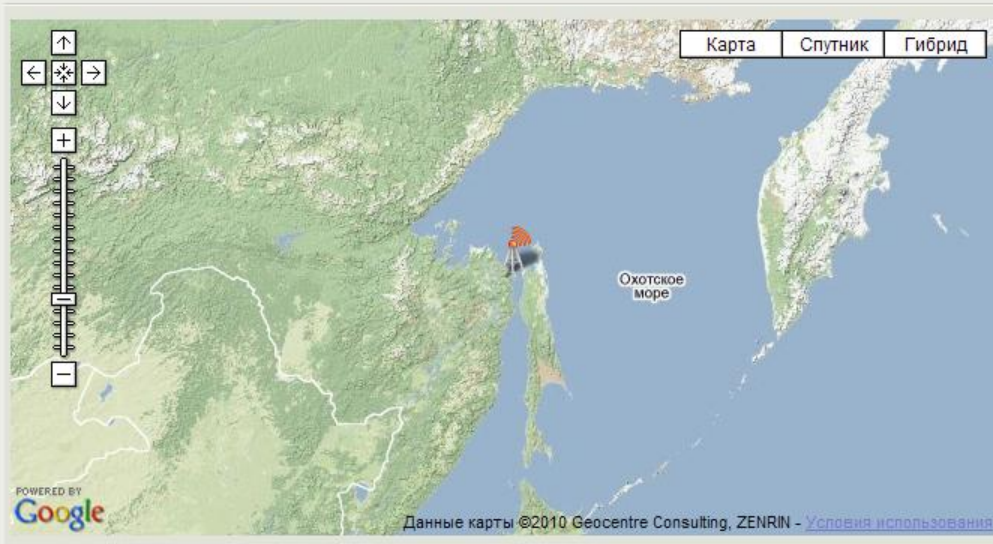 Карта
Спутник
Гибрид
Охотское
море
POWERED BY
Google
Данные карты ©2010 Geocentre Consulting, ZENRIN - Условия использования